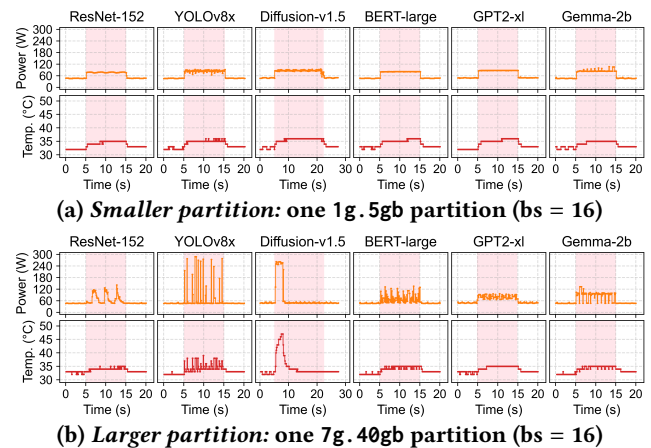 ResNet-152 YOLOv8x Diffusion-v1.5 BERT-large GPT2-xl Gemma-2b
Power (W)
300
240
180
120
60
0
Temp. (°C)
50
45
40
35
30
0 5 10 15 20 0 5 10 15 20 0 10 20 30 0 5 10 15 20 0 5 10 15 20 0 5 10 15 20
Time (s) Time (s) Time (s) Time (s) Time (s) Time (s)
(a) Smaller partition: one 1g.5gb partition (bs = 16)
ResNet-152 YOLOv8x Diffusion-v1.5 BERT-large GPT2-xl Gemma-2b
Power (W)
300
240
180
120
60
0
Temp. (°C)
50
45
40
35
30
0 5 10 15 20 0 5 10 15 20 0 10 20 30 0 5 10 15 20 0 5 10 15 20 0 5 10 15 20
Time (s) Time (s) Time (s) Time (s) Time (s) Time (s)
(b) Larger partition: one 7g.40gb partition (bs = 16)